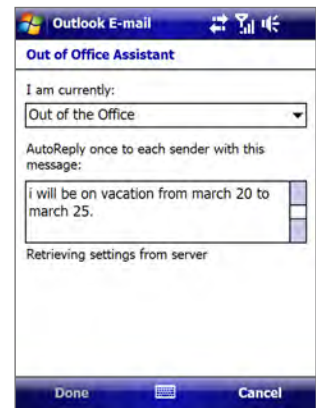 Outlook E-mail
Out of Office Assistant
I am currently:
Out of the Office
AutoReply once to each sender with this
message:
i will be on vacation from march 20 to
march 25.
Retrieving settings from server
Done
Cancel